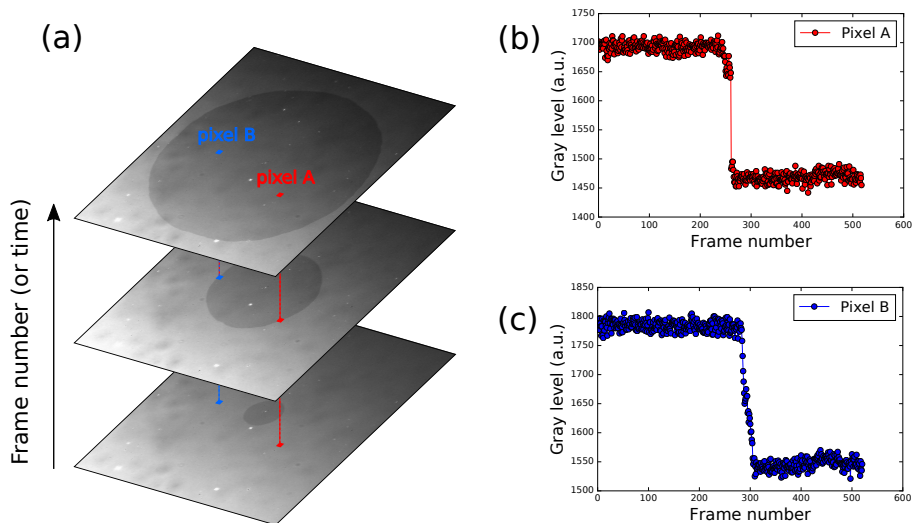 (a)
pixel B
pixel A
Frame number (or time)
(b)
1750
1700
1650
1600
1550
1500
1450
1400
Gray level (a.u.)
Pixel A
0 100 200 300 400 500 600
Frame number
(c)
1850
1800
1750
1700
1650
1600
1550
1500
Gray level (a.u.)
Pixel B
0 100 200 300 400 500 600
Frame number